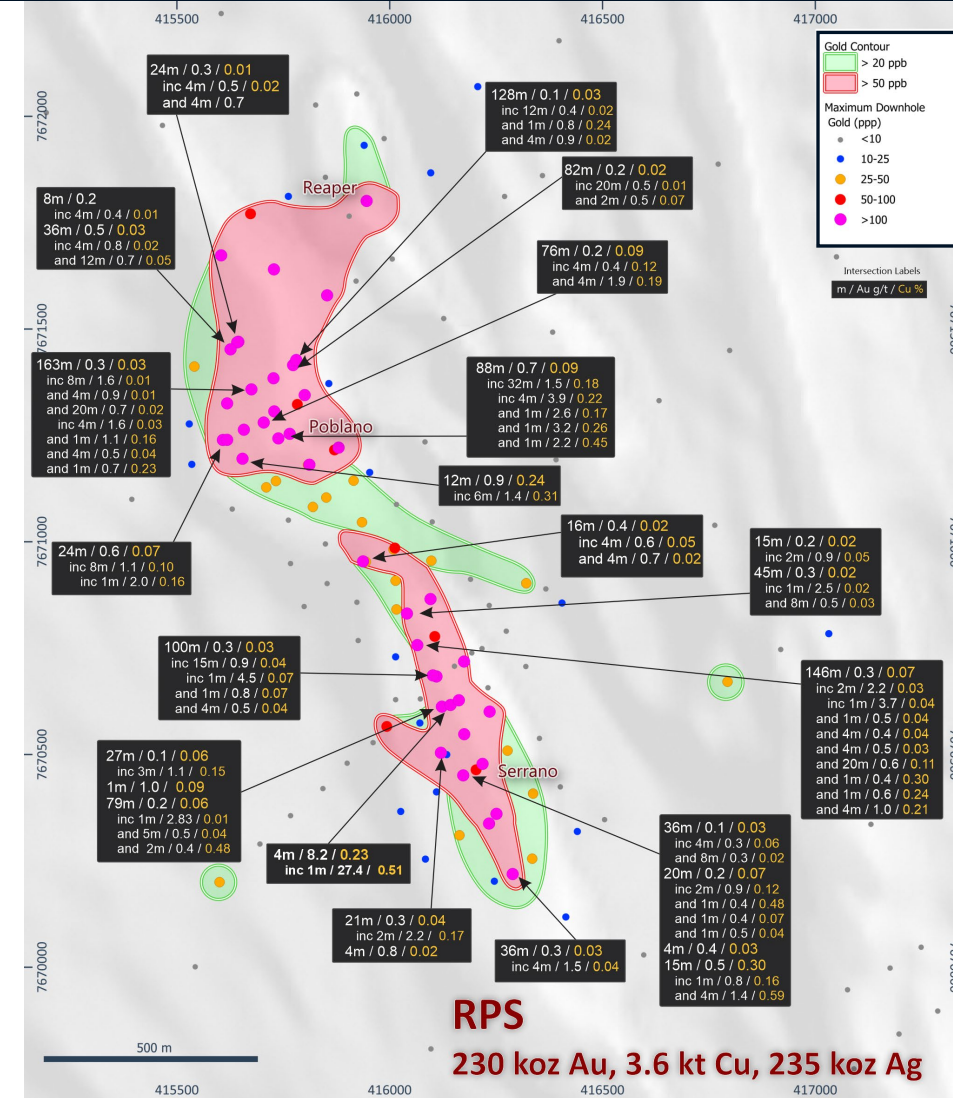 415500
416000
416500
417000
Gold Contour
> 20 ppb
> 50 ppb
Maximum Downhole
Gold (ppp)
<10
10-25
25-50
50-100
>100
Intersection Labels
m / Au g/t / Cu %
7672000
7671500
7671000
7670500
7670000
24m / 0.3 / 0.01
inc 4m / 0.5 / 0.02
and 4m / 0.7
128m / 0.1 / 0.03
inc 12m / 0.4 / 0.02
and 1m / 0.8 / 0.24
and 4m / 0.9 / 0.02
82m / 0.2 / 0.02
inc 20m / 0.5 / 0.01
and 2m / 0.5 / 0.07
Reaper
8m / 0.2
inc 4m / 0.4 / 0.01
36m / 0.5 / 0.03
inc 4m / 0.8 / 0.02
and 12m / 0.7 / 0.05
76m / 0.2 / 0.09
inc 4m / 0.4 / 0.12
and 4m / 1.9 / 0.19
163m / 0.3 / 0.03
inc 8m / 1.6 / 0.01
and 4m / 0.9 / 0.01
and 20m / 0.7 / 0.02
inc 4m / 1.6 / 0.03
and 1m / 1.1 / 0.16
and 4m / 0.5 / 0.04
and 1m / 0.7 / 0.23
88m / 0.7 / 0.09
inc 32m / 1.5 / 0.18
inc 4m / 3.9 / 0.22
and 1m / 2.6 / 0.17
and 1m / 3.2 / 0.26
and 1m / 2.2 / 0.45
Poblano
12m / 0.9 / 0.24
inc 6m / 1.4 / 0.31
24m / 0.6 / 0.07
inc 8m / 1.1 / 0.10
inc 1m / 2.0 / 0.16
16m / 0.4 / 0.02
inc 4m / 0.6 / 0.05
and 4m / 0.7 / 0.02
15m / 0.2 / 0.02
inc 2m / 0.9 / 0.05
45m / 0.3 / 0.02
inc 1m / 2.5 / 0.02
and 8m / 0.5 / 0.03
100m / 0.3 / 0.03
inc 15m / 0.9 / 0.04
inc 1m / 4.5 / 0.07
and 1m / 0.8 / 0.07
and 4m / 0.5 / 0.04
146m / 0.3 / 0.07
inc 2m / 2.2 / 0.03
inc 1m / 3.7 / 0.04
and 1m / 0.5 / 0.04
and 4m / 0.4 / 0.04
and 4m / 0.5 / 0.03
and 20m / 0.6 / 0.11
and 1m / 0.4 / 0.30
and 1m / 0.6 / 0.24
and 4m / 1.0 / 0.21
27m / 0.1 / 0.06
inc 3m / 1.1 / 0.15
1m / 1.0 / 0.09
79m / 0.2 / 0.06
inc 1m / 2.83 / 0.01
and 5m / 0.5 / 0.04
and 2m / 0.4 / 0.48
Serrano
4m / 8.2 / 0.23
inc 1m / 27.4 / 0.51
36m / 0.1 / 0.03
inc 4m / 0.3 / 0.06
and 8m / 0.3 / 0.02
20m / 0.2 / 0.07
inc 2m / 0.9 / 0.12
and 1m / 0.4 / 0.48
and 1m / 0.4 / 0.07
and 1m / 0.5 / 0.04
4m / 0.4 / 0.03
15m / 0.5 / 0.30
inc 1m / 0.8 / 0.16
and 4m / 1.4 / 0.59
21m / 0.3 / 0.04
inc 2m / 2.2 / 0.17
4m / 0.8 / 0.02
36m / 0.3 / 0.03
inc 4m / 1.5 / 0.04
RPS
230 koz Au, 3.6 kt Cu, 235 koz Ag
500 m
415500
416000
416500
417000